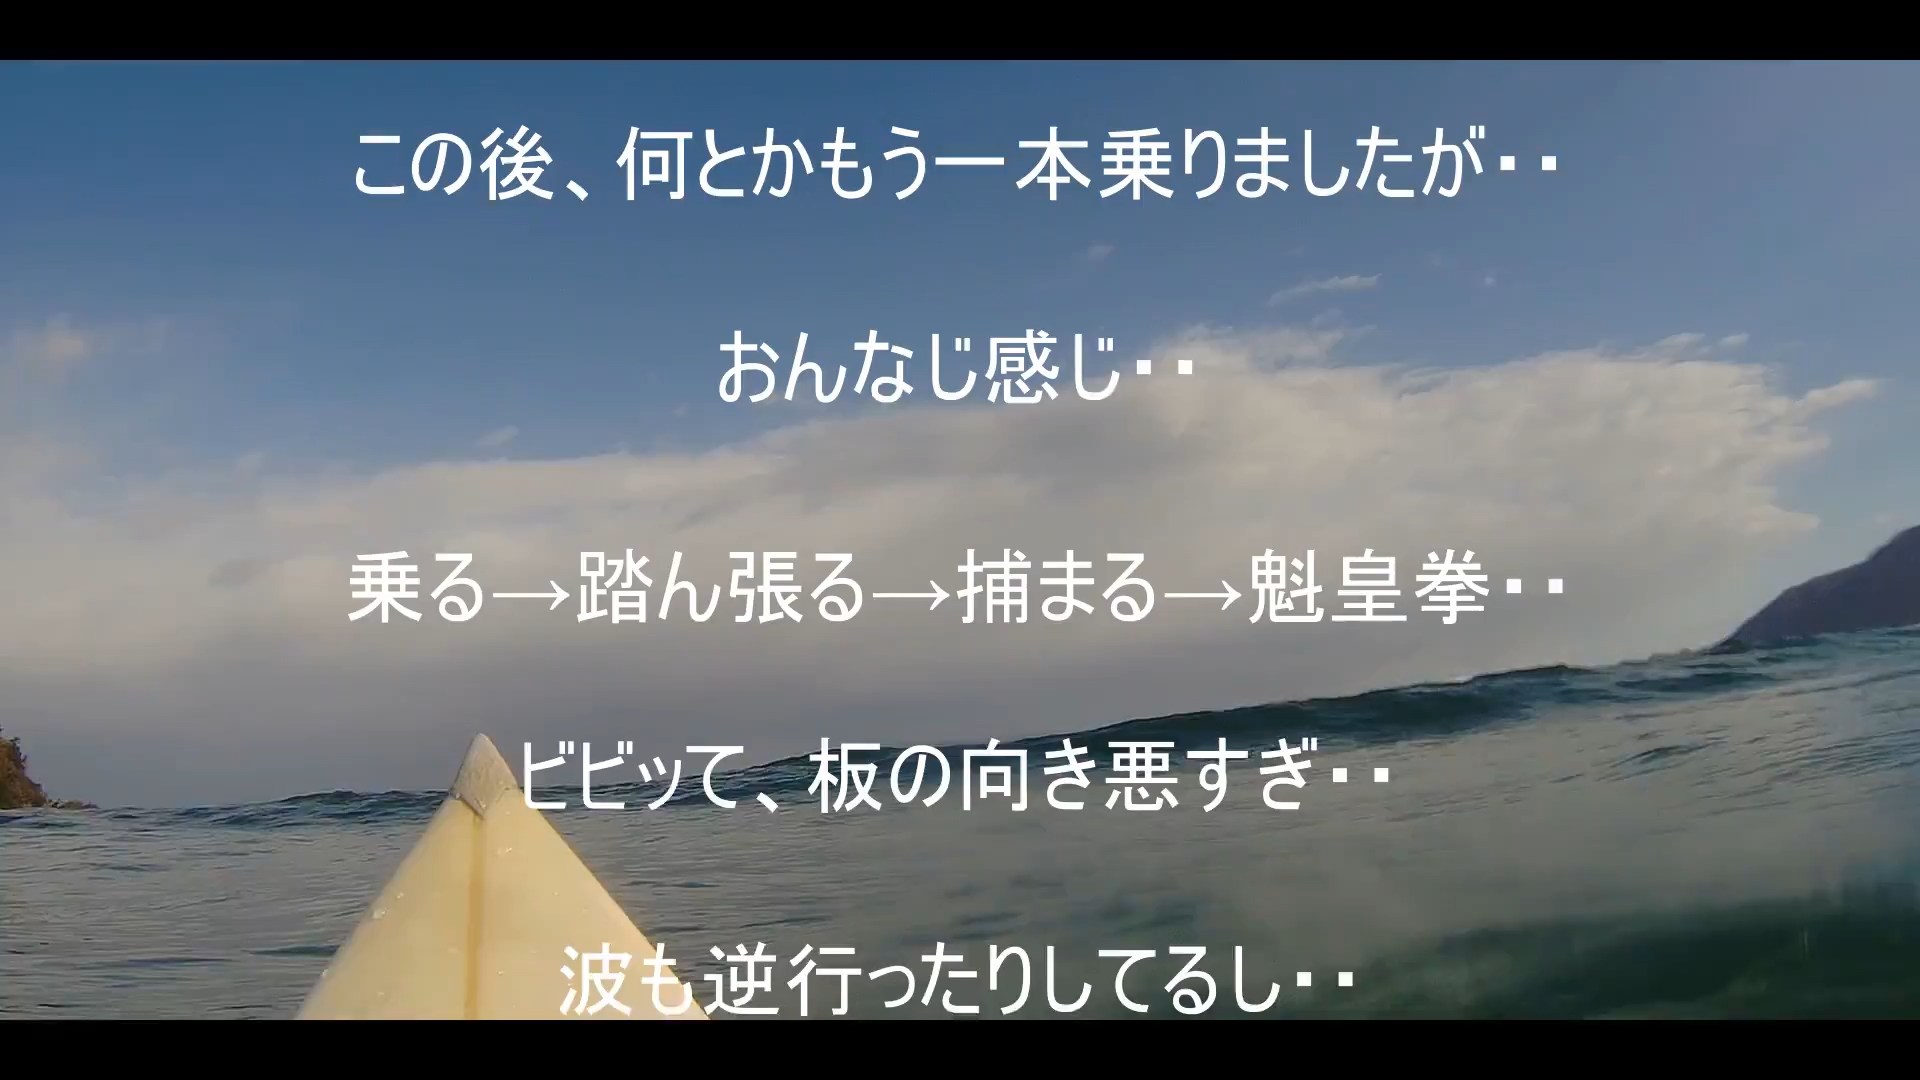 この後、何とかもう一本乗りましたが・・
おんなじ感じ・・
乗る→踏ん張る→捕まる→魁皇拳・・
ビビッて、板の向き悪すぎ・・
波も逆行ったりしてるし・・